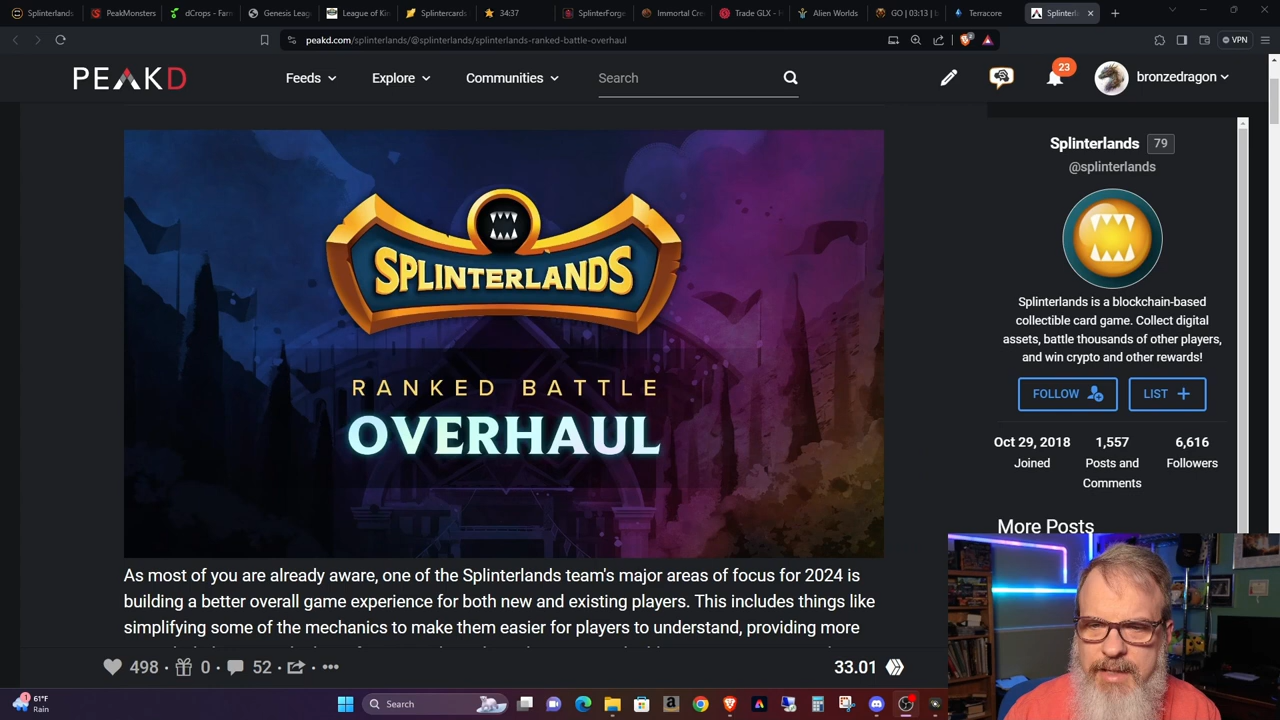 Splinterlands
PeakMonsters
dCrops - Farm
Genesis Leag
League of Kin
Splintercards
34:37
SplinterForge
Immortal Cre
Trade GLX - H
Alien Worlds
GO | 03:13 | b
Terracore
Splinterl
peakd.com/splinterlands/@splinterlands/splinterlands-ranked-battle-overhaul
VPN
PEAKD
Feeds
Explore
Communities
Search
23
bronzedragon
SPLINTERLANDS
RANKED BATTLE
OVERHAUL
As most of you are already aware, one of the Splinterlands team's major areas of focus for 2024 is
building a better overall game experience for both new and existing players. This includes things like
simplifying some of the mechanics to make them easier for players to understand, providing more
498 · 0 · 52 · · •••
33.01
Splinterlands 79
@splinterlands
Splinterlands is a blockchain-based
collectible card game. Collect digital
assets, battle thousands of other players,
and win crypto and other rewards!
FOLLOW
LIST
Oct 29, 2018 1,557 6,616
Joined Posts and Followers
Comments
More Posts
1
61°F
Rain
Search